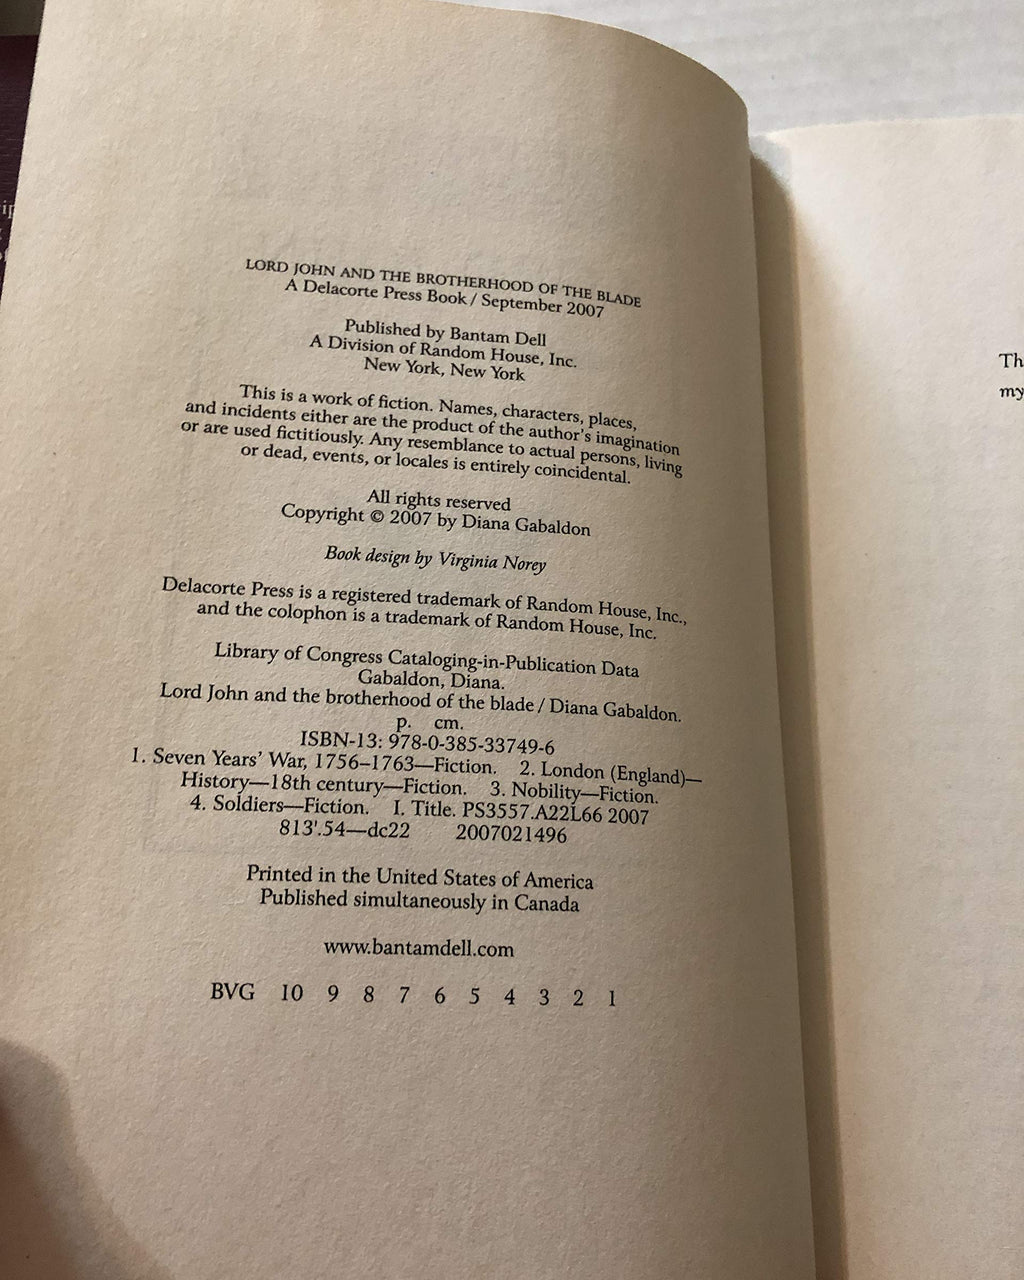 LORD JOHN AND THE BROTHERHOOD OF THE BLADE
A Delacorte Press Book / September 2007
Published by Bantam Dell
A Division of Random House, Inc.
New York, New York
This is a work of fiction. Names, characters, places,
and incidents either are the product of the author's imagination
or are used fictitiously. Any resemblance to actual persons, living
or dead, events, or locales is entirely coincidental.
All rights reserved
Copyright © 2007 by Diana Gabaldon
Book design by Virginia Norey
Delacorte Press is a registered trademark of Random House, Inc.,
and the colophon is a trademark of Random House, Inc.
Library of Congress Cataloging-in-Publication Data
Gabaldon, Diana.
Lord John and the brotherhood of the blade / Diana Gabaldon.
p. cm.
ISBN-13: 978-0-385-33749-6
1. Seven Years' War, 1756–1763—Fiction. 2. London (England)—
History—18th century—Fiction. 3. Nobility—Fiction.
4. Soldiers—Fiction. I. Title. PS3557.A22L66 2007
813'.54—dc22 2007021496
Printed in the United States of America
Published simultaneously in Canada
www.bantamdell.com
BVG 10 9 8 7 6 5 4 3 2 1
Th
my